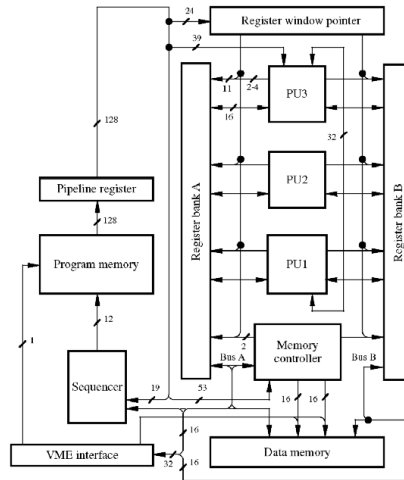 24
Register window pointer
39
11
2-4
PU3
16
128
32
Pipeline register
Register bank A
PU2
Register bank B
128
Program memory
PU1
12
1
2
Memory
controller
Bus A
Bus B
Sequencer
19
53
16
16
16
VME interface
32
16
Data memory